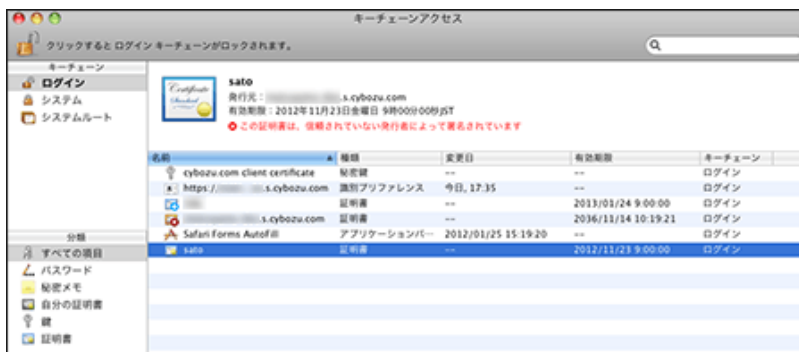 キーチェーンアクセス
クリックすると ログイン キーチェーンがロックされます。
キーチェーン
ログイン
システム
システムルート
Certificate
Standard
sato
発行元： .s.cybozu.com
有効期限：2012年11月23日金曜日 9時00分00秒JST
この証明書は、信頼されていない発行者によって署名されています
名前 種類 変更日 有効期限 キーチェーン
cybozu.com client certificate 秘密鍵 -- -- ログイン
https:/ .s.cybozu.com 識別プリファレンス 今日, 17:35 -- ログイン
証明書 -- 2013/01/24 9:00:00 ログイン
.s.cybozu.com 証明書 -- 2036/11/14 10:19:21 ログイン
Safari Forms AutoFill アプリケーションパ… 2012/01/25 15:19:20 -- ログイン
sato 証明書 -- 2012/11/23 9:00:00 ログイン
分類
すべての項目
パスワード
秘密メモ
自分の証明書
鍵
証明書